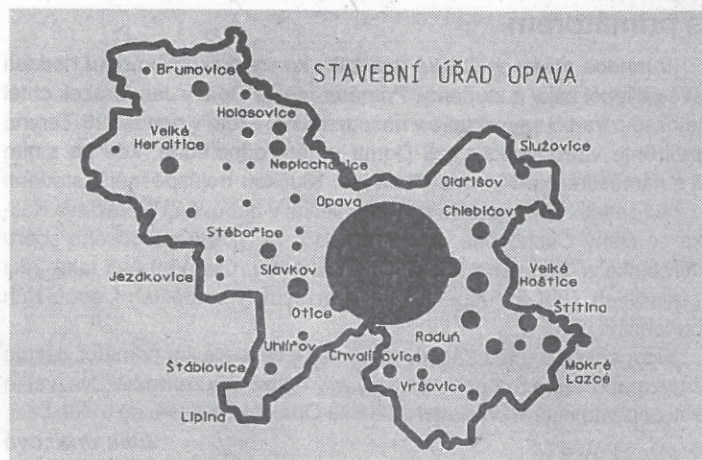 STAVEBNÍ ÚŘAD OPAVA
Brumovice
Holasovice
Velké
Heraltice
Neplachovice
Služovice
Oldřišov
Opava
Chlebičov
Stěbořice
Jezdkovice
Slavkov
Velké
Hoštice
Otice
Štítina
Uhlířov
Raduň
Chvalíkovice
Štáblovice
Mokré
Lazce
Vršovice
Lipina